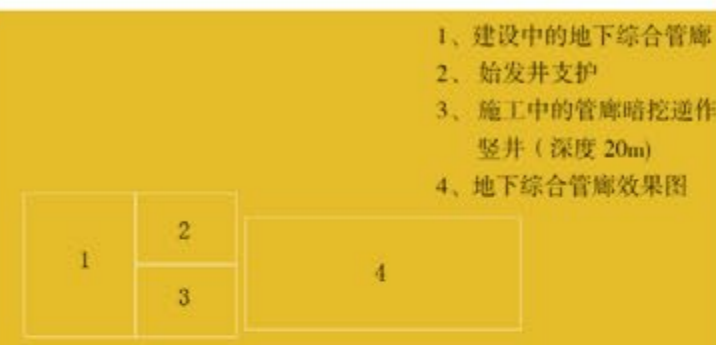 1、建设中的地下综合管廊
2、始发井支护
3、施工中的管廊暗挖逆作
竖井（深度 20m)
4、地下综合管廊效果图
1
2
3
4